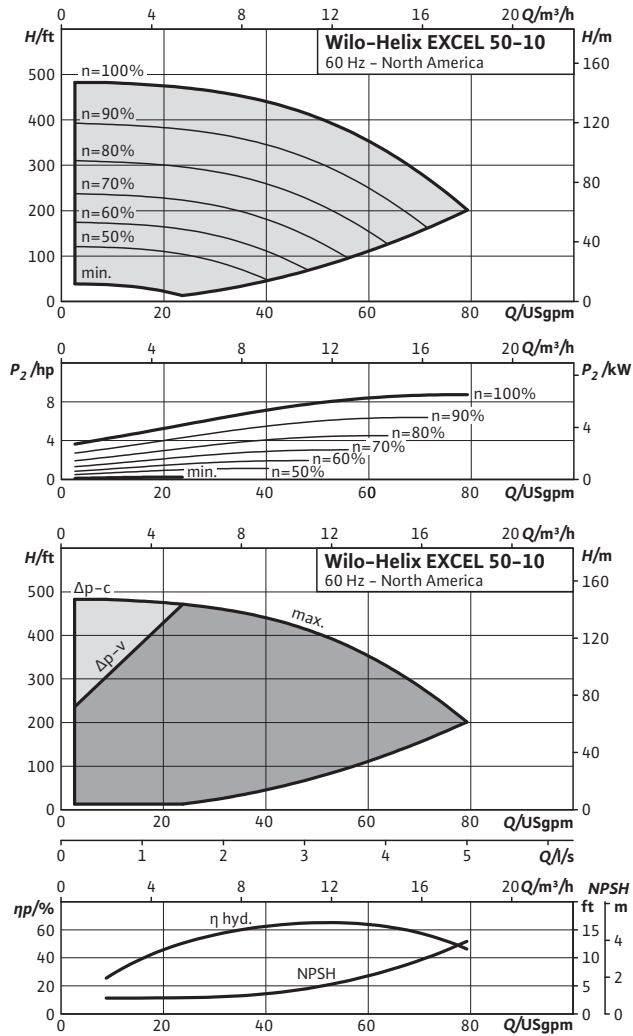 0 4 8 12 16 Q/m³/h
H/ft Wilo-Helix EXCEL 50-10 H/m
60 Hz - North America
500 n=100% 160
400 n=90% 120
300 n=80%
n=70% 80
200 n=60%
n=50% 40
100 min.
0 0
0 20 40 60 80 Q/USgpm
0 4 8 12 16 20 Q/m³/h
P₂/hp P₂/kW
8 n=100%
n=90% 4
4 n=80%
n=70%
n=60%
0 min. n=50% 0
0 20 40 60 80 Q/USgpm
0 4 8 12 16 20 Q/m³/h
H/ft Wilo-Helix EXCEL 50-10 H/m
60 Hz - North America
500 Δp-c 160
max.
400 120
Δp-v
300 80
200
40
100
0 0
0 20 40 60 80 Q/USgpm
0 1 2 3 4 5 Q/l/s
0 4 8 12 16 20 Q/m³/h NPSH
ηp/% η hyd. ft m
60 15 4
40 NPSH 10
20 5 2
0 0 0
0 20 40 60 80 Q/USgpm